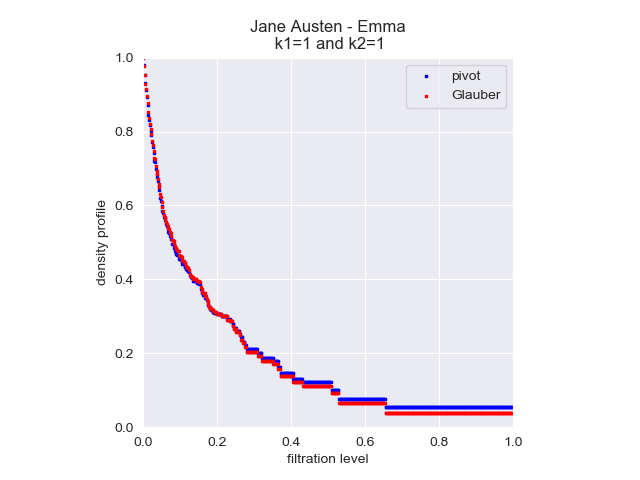 Jane Austen - Emma
k1=1 and k2=1
pivot
Glauber
density profile
1.0
0.8
0.6
0.4
0.2
0.0
0.0 0.2 0.4 0.6 0.8 1.0
filtration level